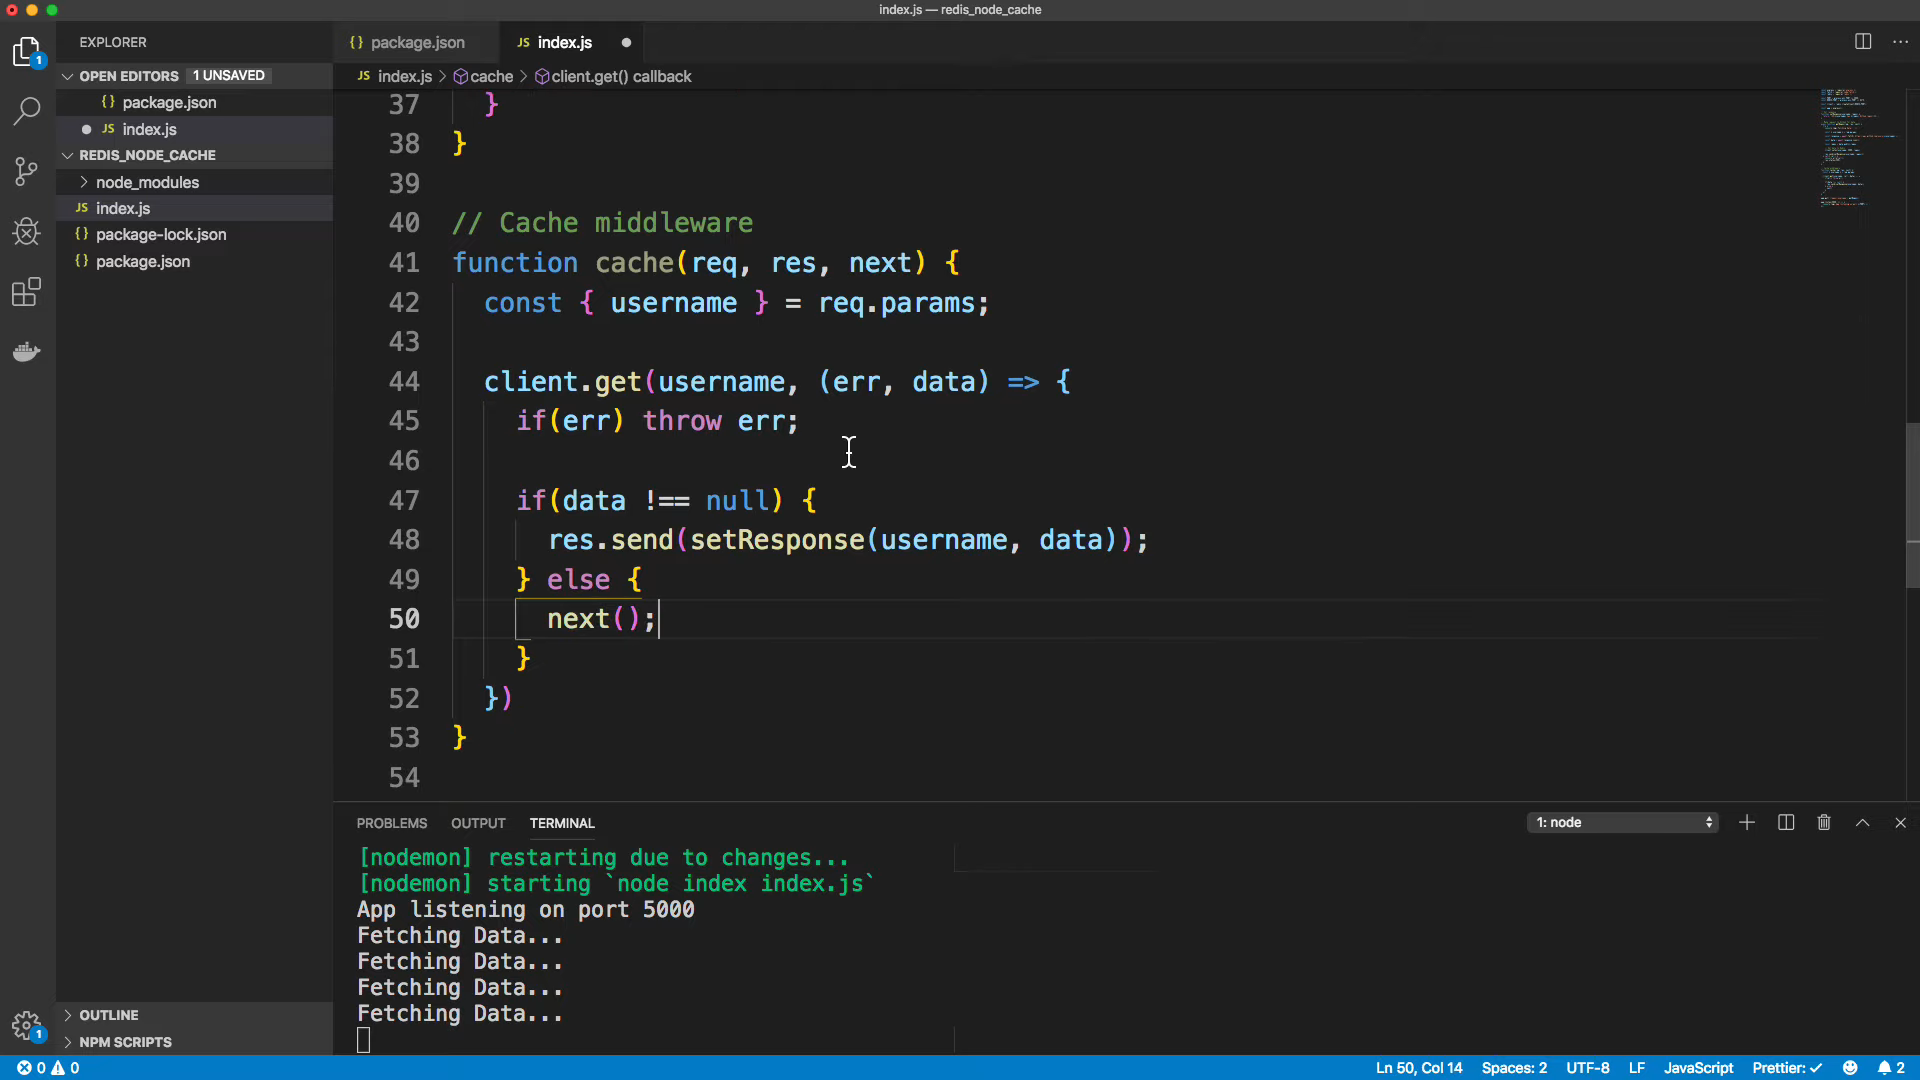 index.js — redis_node_cache
EXPLORER
OPEN EDITORS 1 UNSAVED
{} package.json
JS index.js
REDIS_NODE_CACHE
node_modules
JS index.js
{} package-lock.json
{} package.json
OUTLINE
NPM SCRIPTS
{} package.json
JS index.js
JS index.js > cache > client.get() callback
37 }
38 }
39
40 // Cache middleware
41 function cache(req, res, next) {
42 const { username } = req.params;
43
44 client.get(username, (err, data) => {
45 if(err) throw err;
46
47 if(data !== null) {
48 res.send(setResponse(username, data));
49 } else {
50 next();
51 }
52 })
53 }
54
PROBLEMS OUTPUT TERMINAL
1: node
[nodemon] restarting due to changes...
[nodemon] starting `node index index.js`
App listening on port 5000
Fetching Data...
Fetching Data...
Fetching Data...
Fetching Data...
1
1
0 0
Ln 50, Col 14 Spaces: 2 UTF-8 LF JavaScript Prettier: ✓ 2